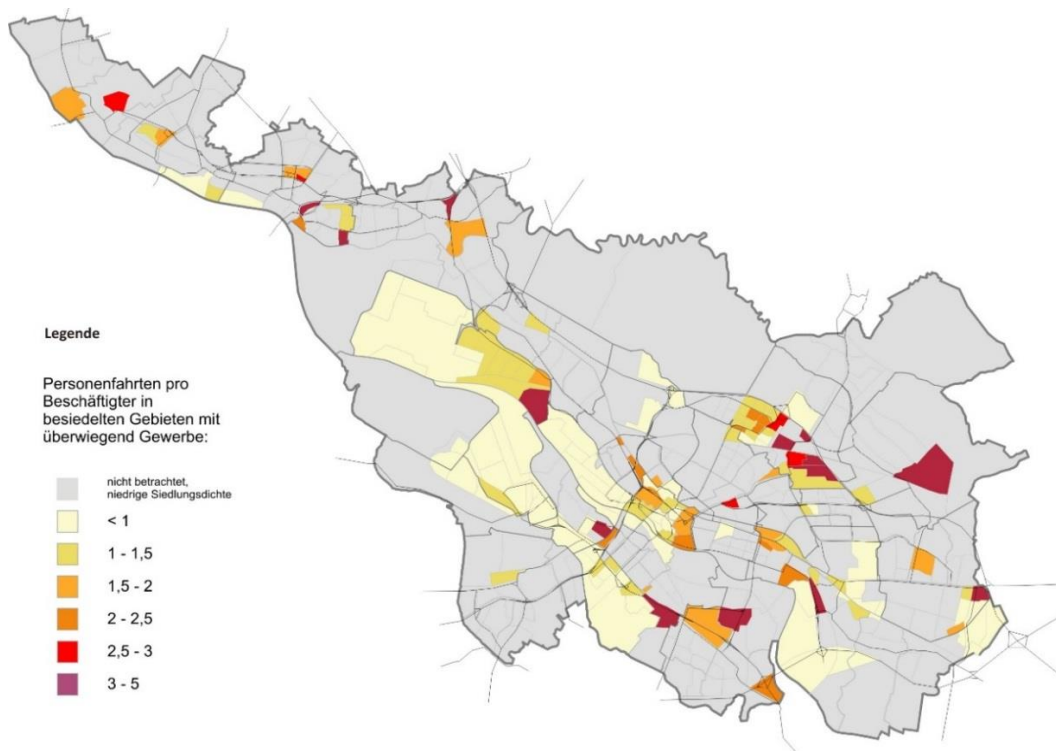 Legende
Personenfahrten pro
Beschäftigter in
besiedelten Gebieten mit
überwiegend Gewerbe:
nicht betrachtet,
niedrige Siedlungsdichte
< 1
1 - 1,5
1,5 - 2
2 - 2,5
2,5 - 3
3 - 5